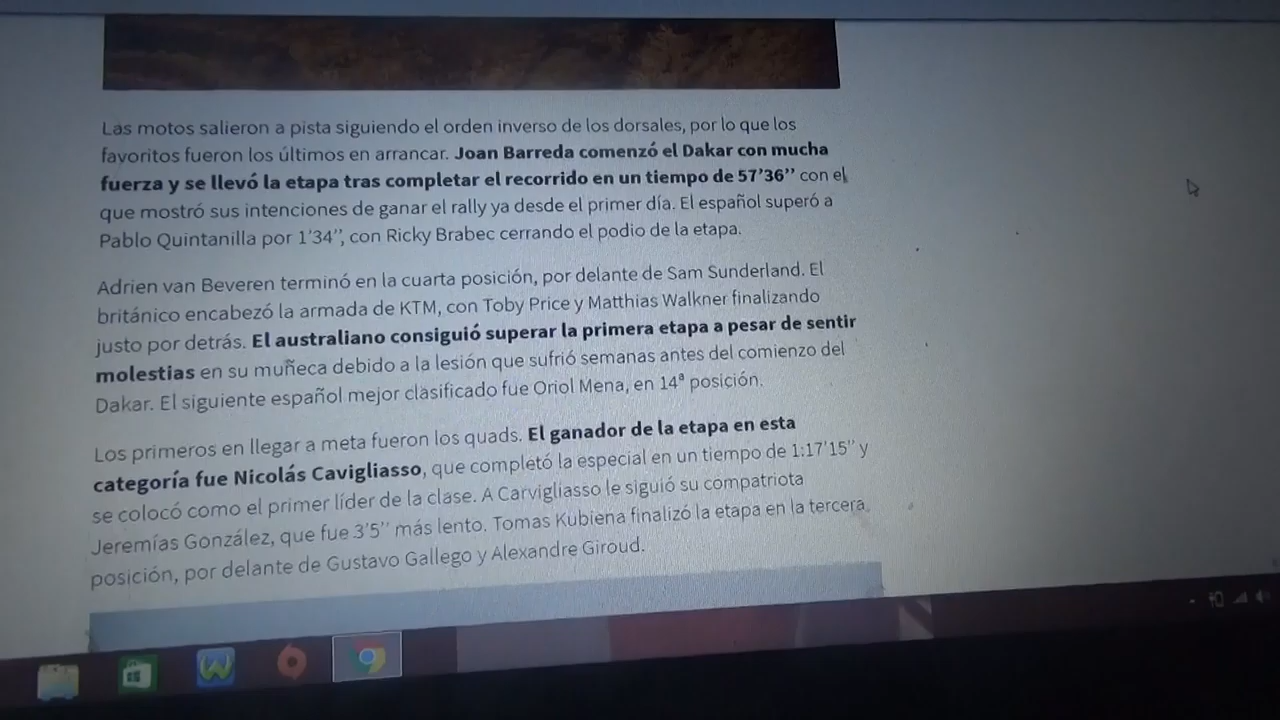 Las motos salieron a pista siguiendo el orden inverso de los dorsales, por lo que los
favoritos fueron los últimos en arrancar. Joan Barreda comenzó el Dakar con mucha
fuerza y se llevó la etapa tras completar el recorrido en un tiempo de 57’36” con el
que mostró sus intenciones de ganar el rally ya desde el primer día. El español superó a
Pablo Quintanilla por 1’34”, con Ricky Brabec cerrando el podio de la etapa.
Adrien van Beveren terminó en la cuarta posición, por delante de Sam Sunderland. El
británico encabezó la armada de KTM, con Toby Price y Matthias Walkner finalizando
justo por detrás. El australiano consiguió superar la primera etapa a pesar de sentir
molestias en su muñeca debido a la lesión que sufrió semanas antes del comienzo del
Dakar. El siguiente español mejor clasificado fue Oriol Mena, en 14ª posición.
Los primeros en llegar a meta fueron los quads. El ganador de la etapa en esta
categoría fue Nicolás Cavigliasso, que completó la especial en un tiempo de 1:17’15” y
se colocó como el primer líder de la clase. A Carvigliasso le siguió su compatriota
Jeremías González, que fue 3’5” más lento. Tomas Kubiena finalizó la etapa en la tercera
posición, por delante de Gustavo Gallego y Alexandre Giroud.